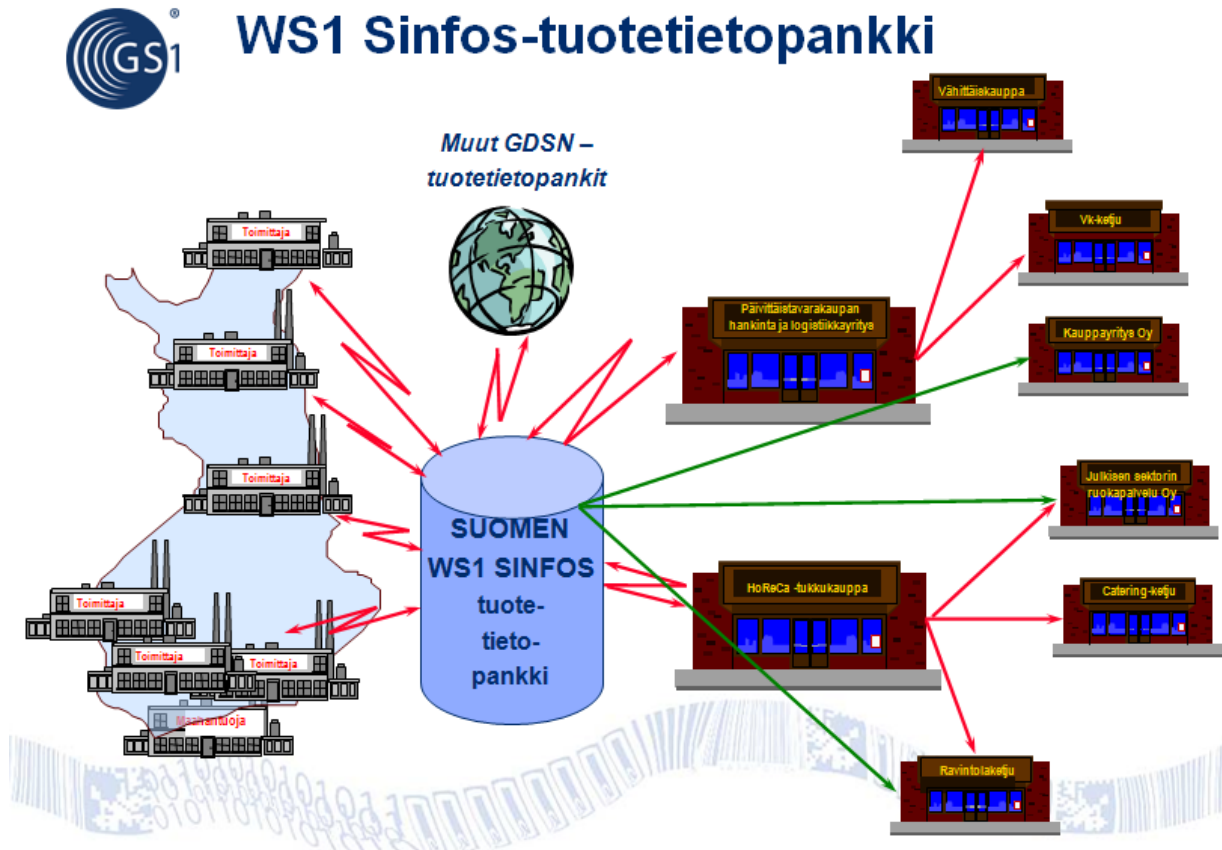 GS1®
WS1 Sinfos-tuotetietopankki
Muut GDSN –
tuotetietopankit
Vähittäiskauppa
Vk-ketju
Kauppayritys Oy
Päivittäistavarakaupan
hankinta ja logistiikkayritys
Toimittaja
Toimittaja
Toimittaja
Toimittaja
Toimittaja
Toimittaja
Maahantuoja
SUOMEN
WS1 SINFOS
tuote-
tieto-
pankki
HoReCa -tukkukauppa
Julkisen sektorin
ruokapalvelu Oy
Catering-ketju
Ravintolaketju